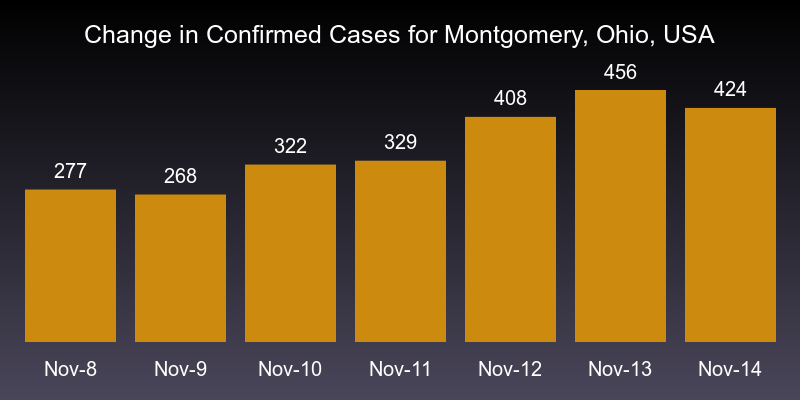 Change in Confirmed Cases for Montgomery, Ohio, USA
277
268
322
329
408
456
424
Nov-8
Nov-9
Nov-10
Nov-11
Nov-12
Nov-13
Nov-14